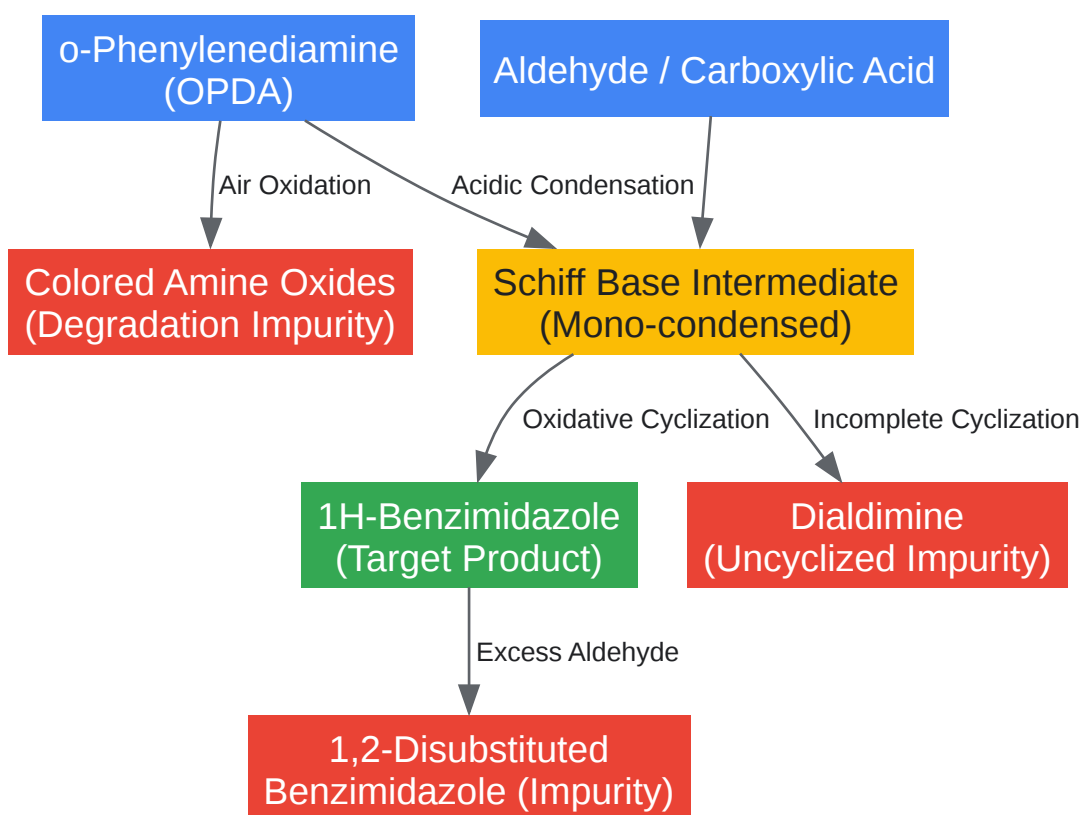 o-Phenylenediamine
(OPDA)
Aldehyde / Carboxylic Acid
Air Oxidation
Acidic Condensation
Colored Amine Oxides
(Degradation Impurity)
Schiff Base Intermediate
(Mono-condensed)
Oxidative Cyclization
Incomplete Cyclization
1H-Benzimidazole
(Target Product)
Dialdimine
(Uncyclized Impurity)
Excess Aldehyde
1,2-Disubstituted
Benzimidazole (Impurity)